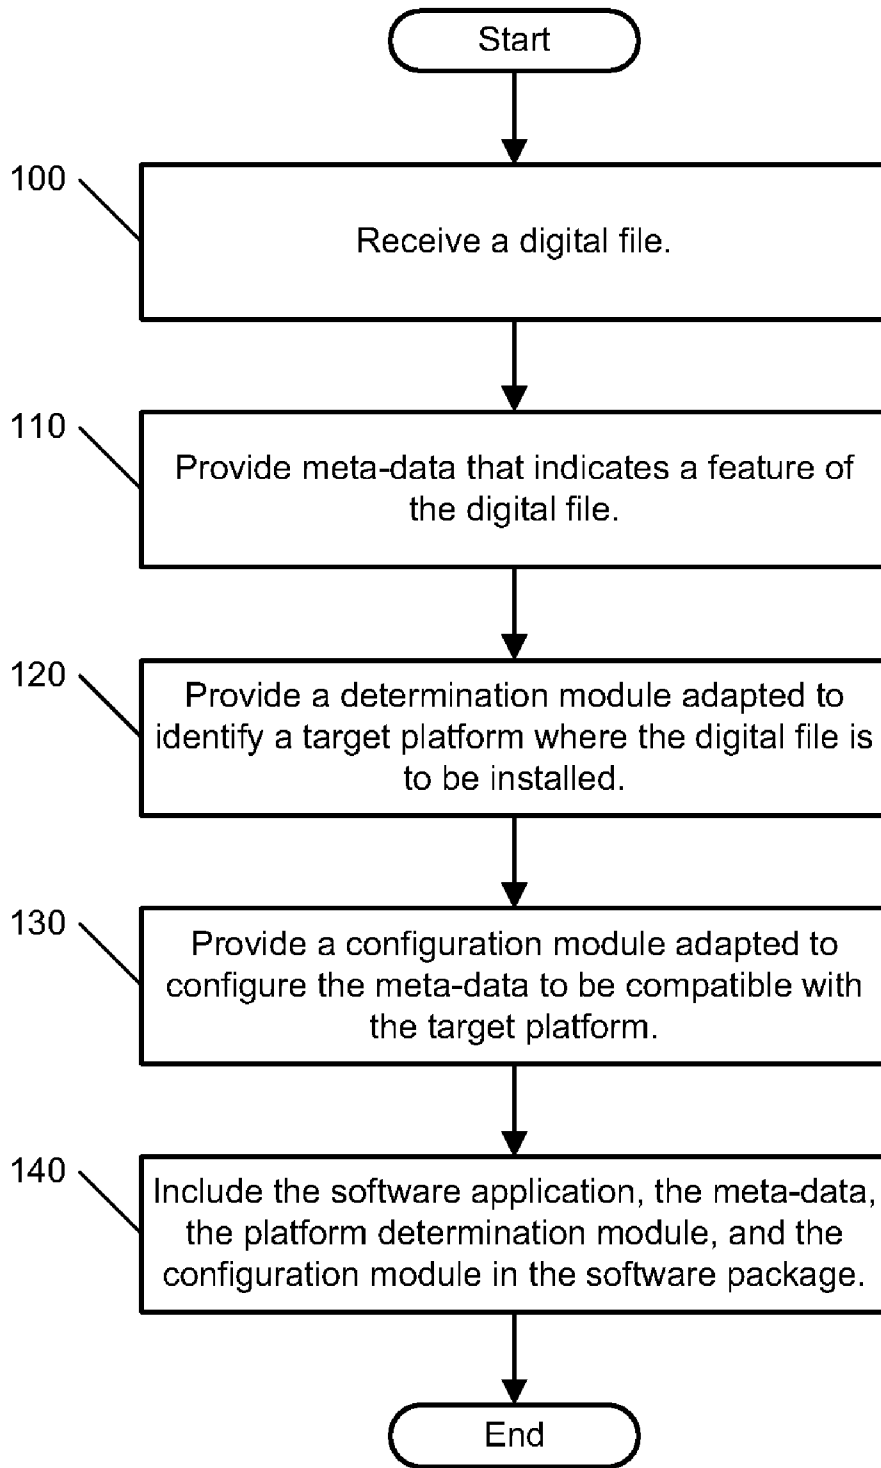 Start
100
Receive a digital file.
110
Provide meta-data that indicates a feature of
the digital file.
120
Provide a determination module adapted to
identify a target platform where the digital file is
to be installed.
130
Provide a configuration module adapted to
configure the meta-data to be compatible with
the target platform.
140
Include the software application, the meta-data,
the platform determination module, and the
configuration module in the software package.
End